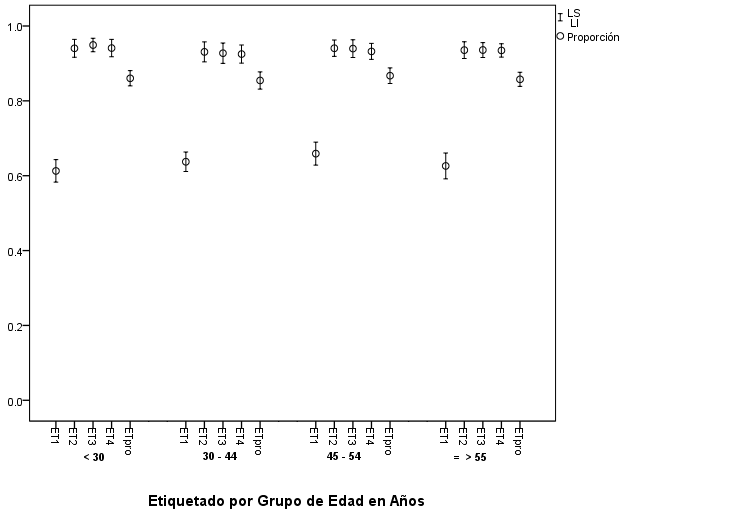 LS
LI
Proporción
1.0
0.8
0.6
0.4
0.2
0.0
ET1 ET2 ET3 ET4 ETpro ET1 ET2 ET3 ET4 ETpro ET1 ET2 ET3 ET4 ETpro ET1 ET2 ET3 ET4 ETpro
< 30 30 - 44 45 - 54 = > 55
Etiquetado por Grupo de Edad en Años